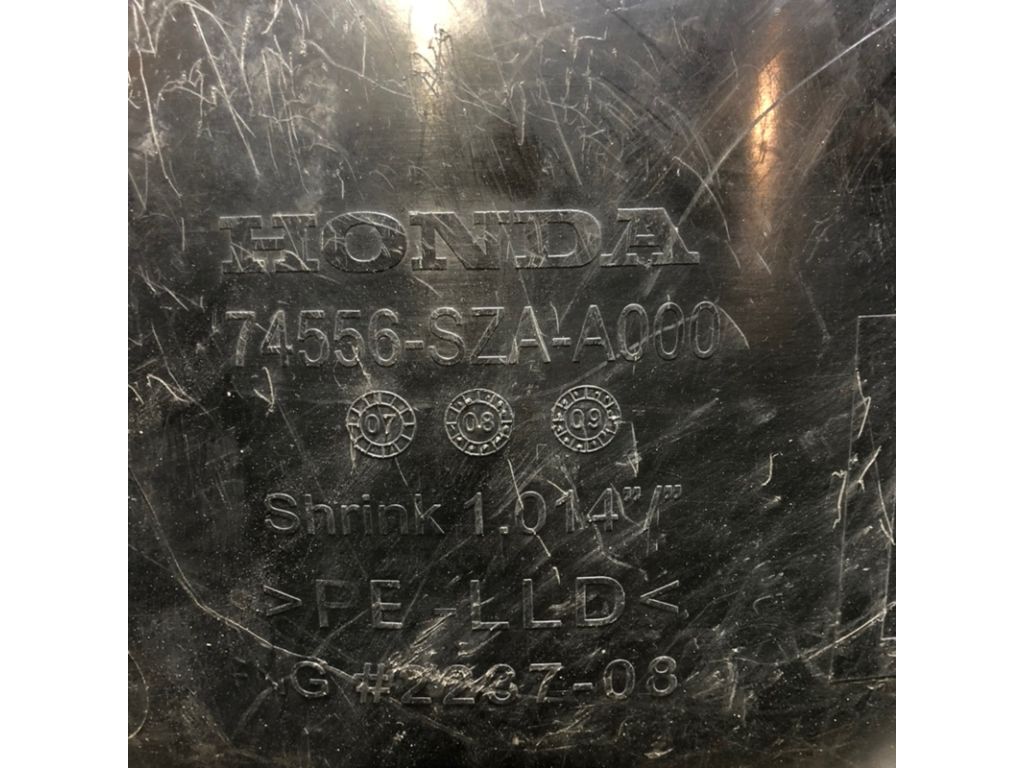 HONDA
74556-SZA-A000
07 08 09
Shrink 1.014"/"
>PE-LLD<
#2237-08